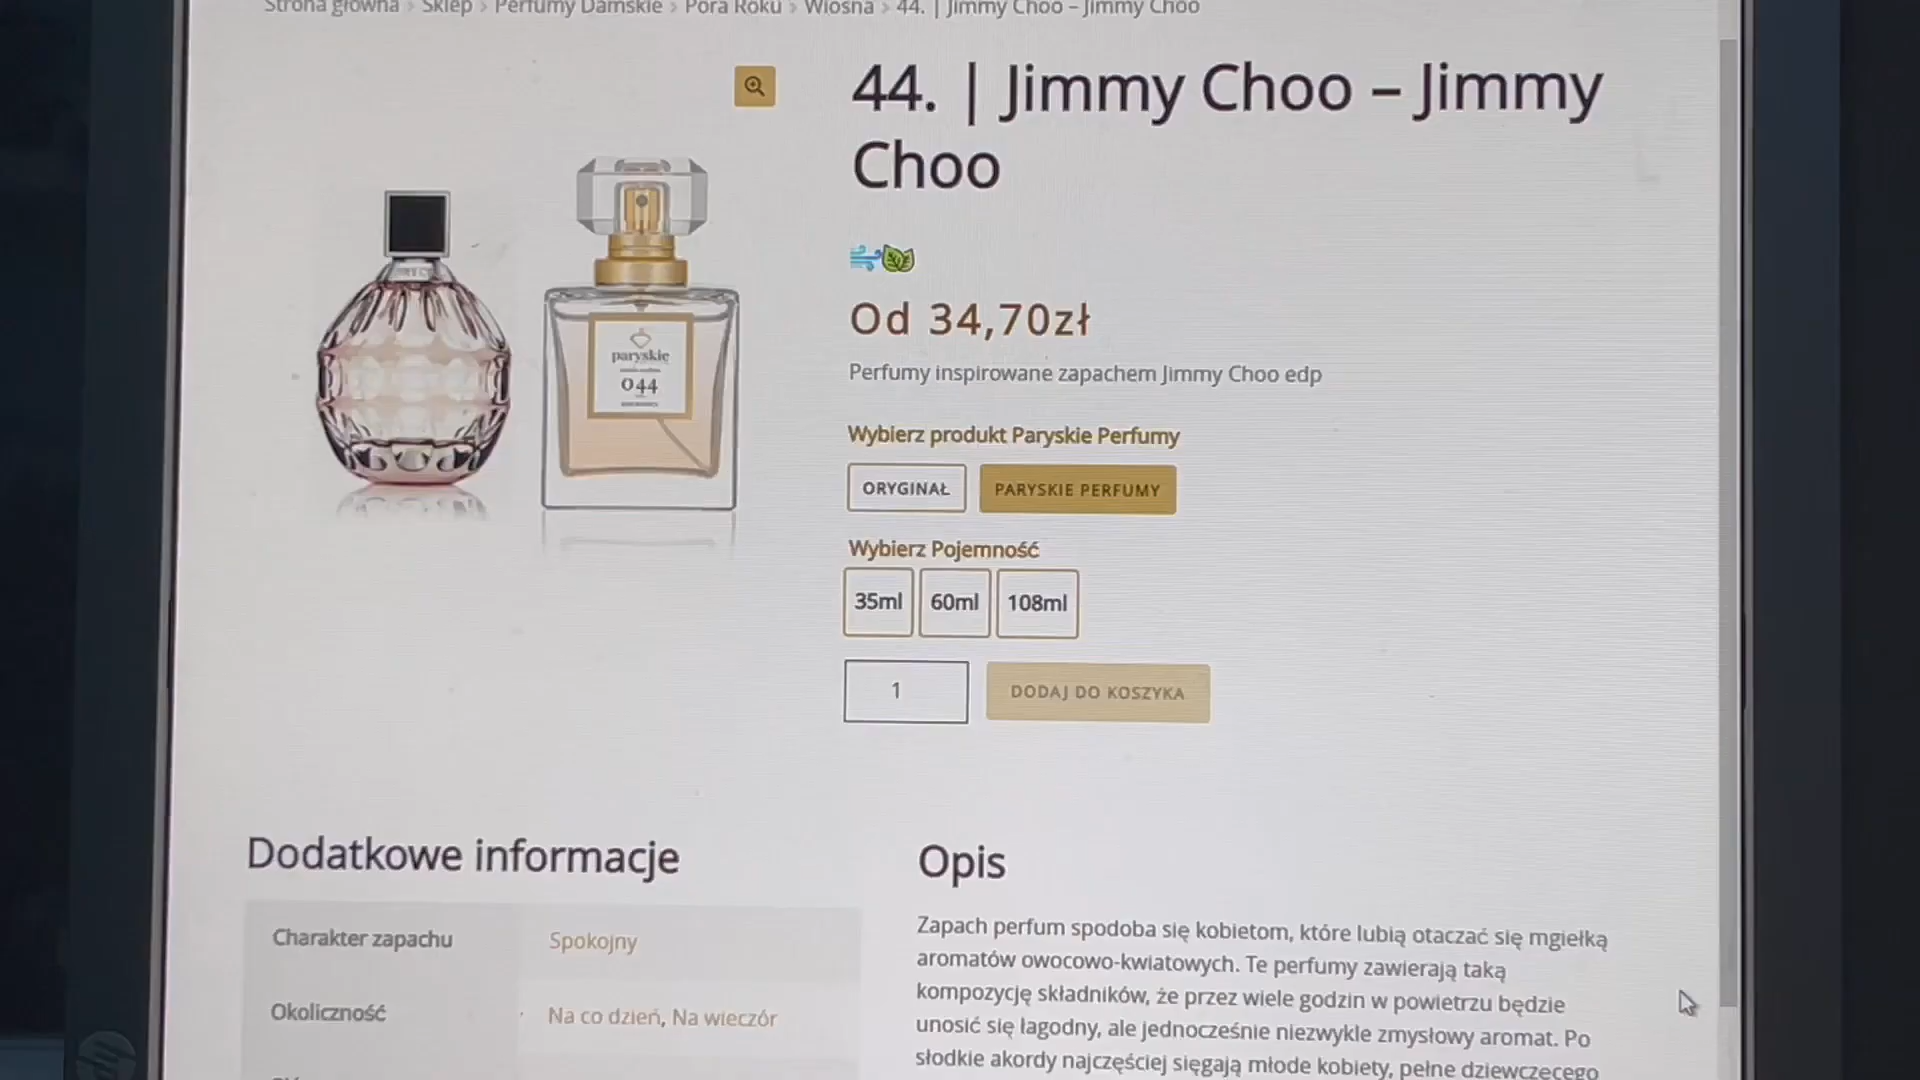 Strona główna > Sklep > Perfumy Damskie > Pora Roku > Wiosna > 44. | Jimmy Choo – Jimmy Choo
44. | Jimmy Choo – Jimmy
Choo
Od 34,70zł
Perfumy inspirowane zapachem Jimmy Choo edp
Wybierz produkt Paryskie Perfumy
ORYGINAŁ
PARYSKIE PERFUMY
Wybierz Pojemność
35ml
60ml
108ml
1
DODAJ DO KOSZYKA
paryskie
044
Dodatkowe informacje
Charakter zapachu
Spokojny
Okoliczność
Na co dzień, Na wieczór
Opis
Zapach perfum spodoba się kobietom, które lubią otaczać się mgiełką
aromatów owocowo-kwiatowych. Te perfumy zawierają taką
kompozycję składników, że przez wiele godzin w powietrzu będzie
unosić się łagodny, ale jednocześnie niezwykle zmysłowy aromat. Po
słodkie akordy najczęściej sięgają młode kobiety, pełne dziewczęcego